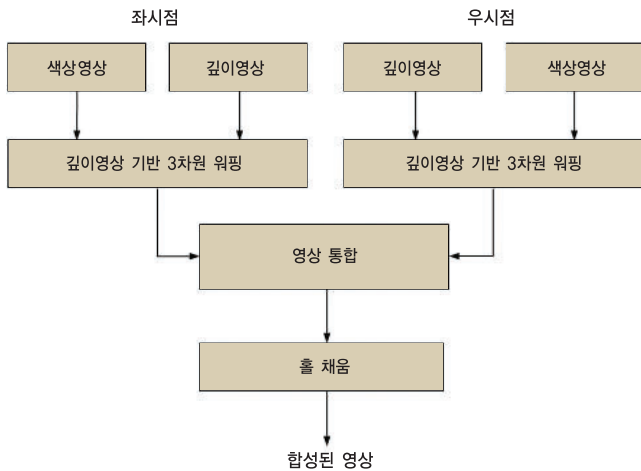 좌시점
우시점
색상영상
깊이영상
깊이영상
색상영상
깊이영상 기반 3차원 워핑
깊이영상 기반 3차원 워핑
영상 통합
홀 채움
합성된 영상